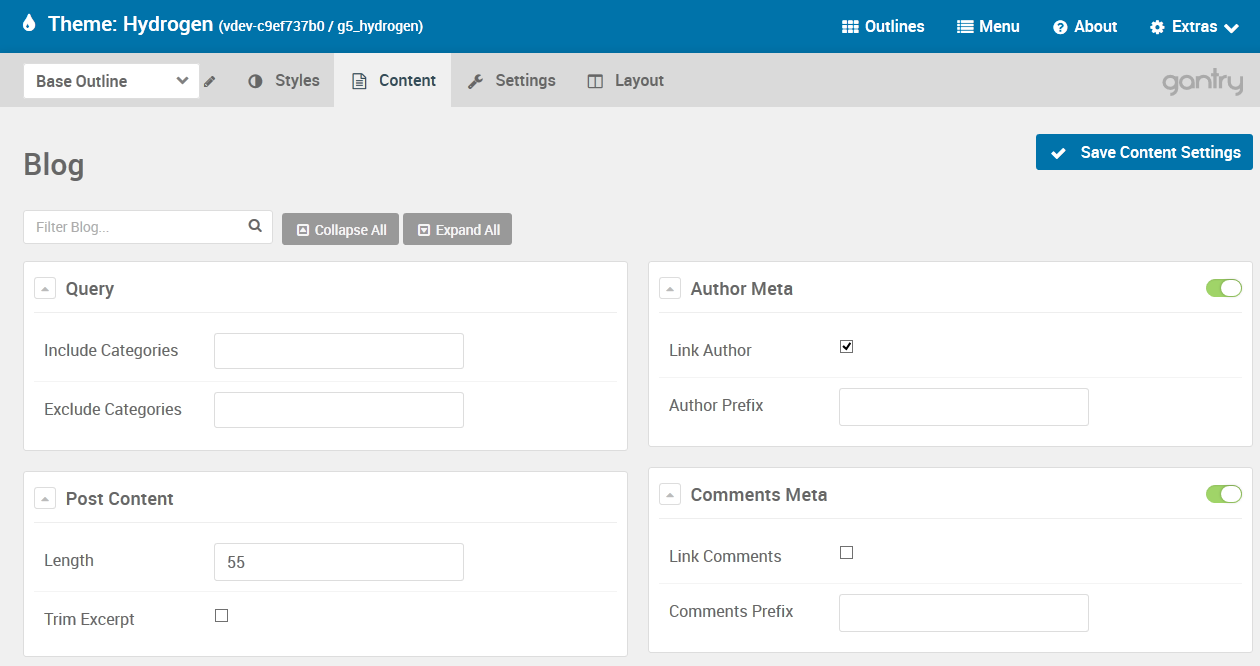 Theme: Hydrogen (vdev-c9ef737b0 / g5_hydrogen)
Outlines
Menu
About
Extras
Base Outline
Styles
Content
Settings
Layout
gantry
Blog
Save Content Settings
Filter Blog...
Collapse All
Expand All
Query
Include Categories
Exclude Categories
Post Content
Length
55
Trim Excerpt
Author Meta
Link Author
Author Prefix
Comments Meta
Link Comments
Comments Prefix